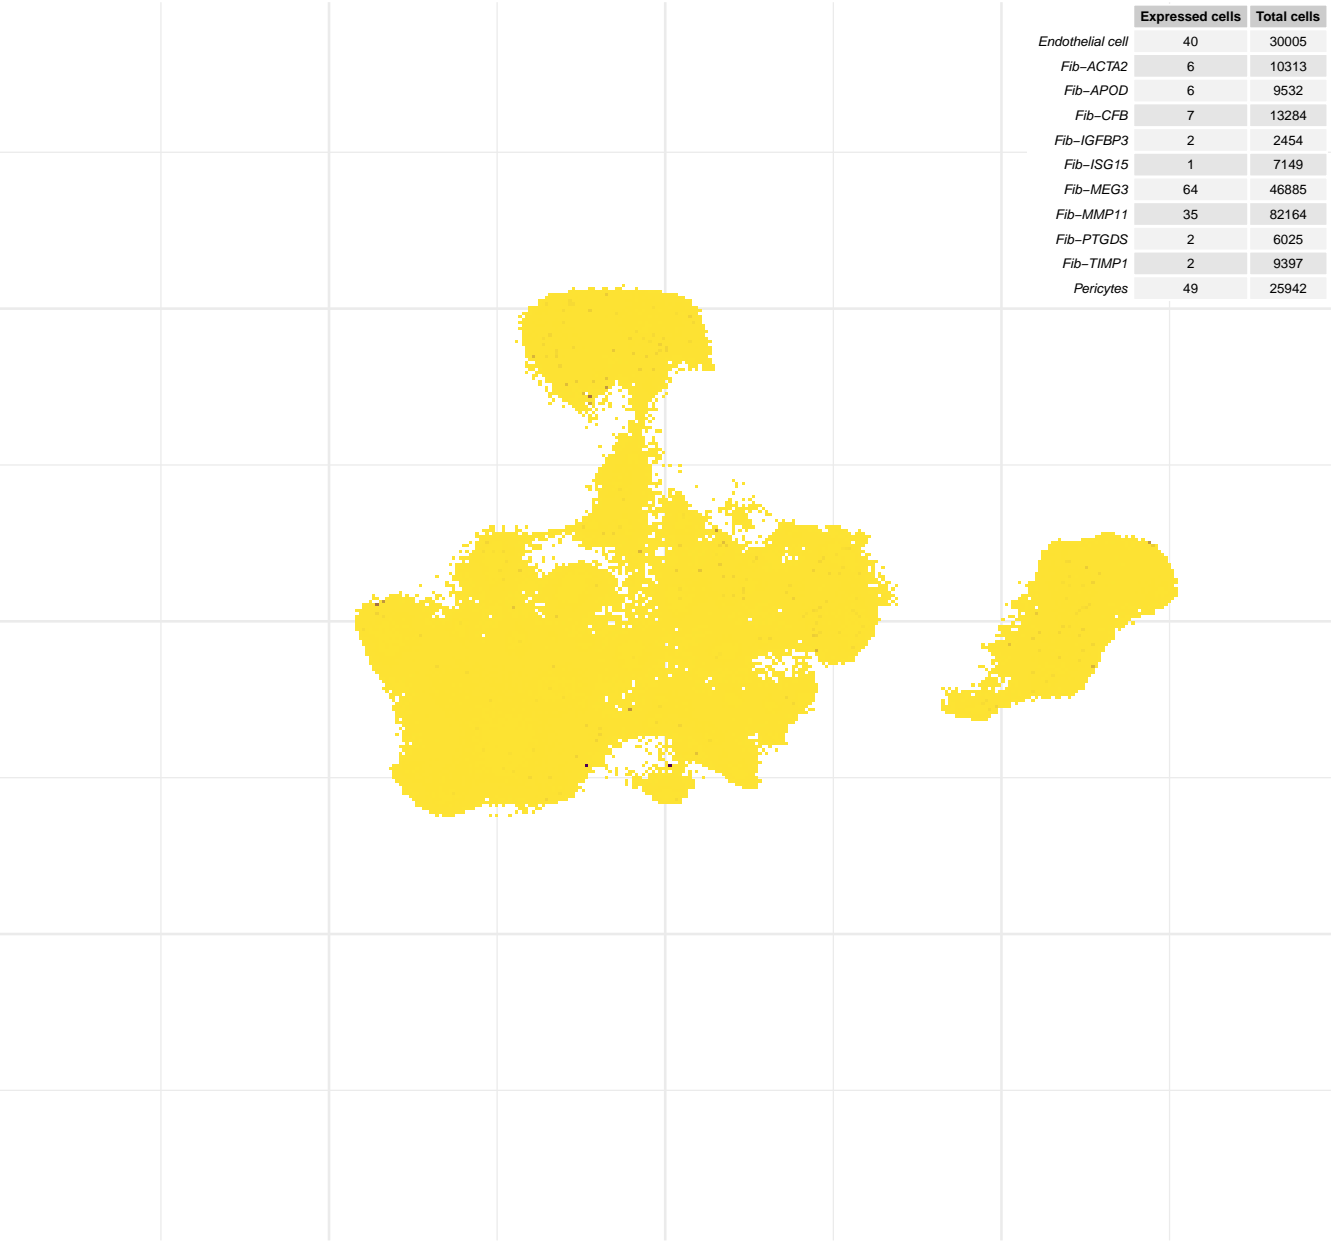 Expressed cells Total cells
Endothelial cell 40 30005
Fib−ACTA2 6 10313
Fib−APOD 6 9532
Fib−CFB 7 13284
Fib−IGFBP3 2 2454
Fib−ISG15 1 7149
Fib−MEG3 64 46885
Fib−MMP11 35 82164
Fib−PTGDS 2 6025
Fib−TIMP1 2 9397
Pericytes 49 25942